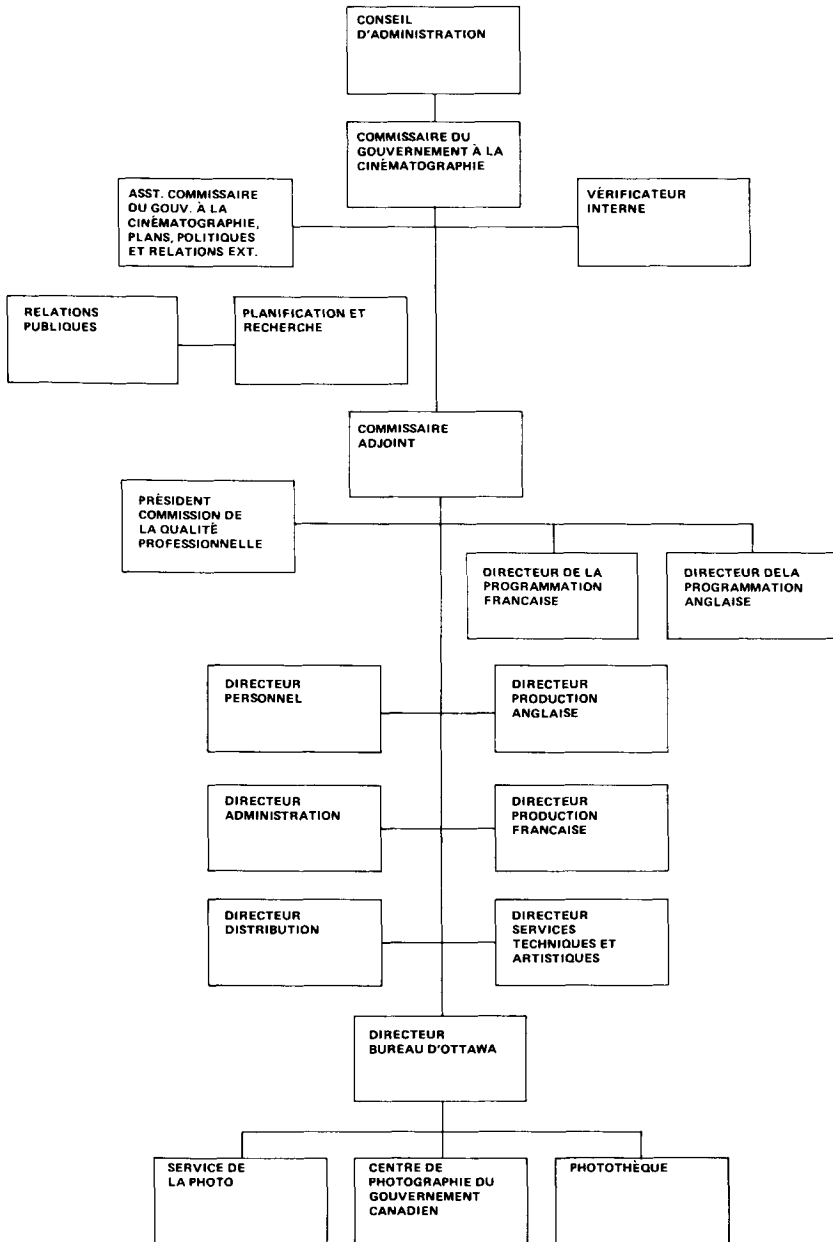 CONSEIL
D'ADMINISTRATION
COMMISSAIRE DU
GOUVERNEMENT À LA
CINÉMATOGRAPHIE
ASST. COMMISSAIRE
DU GOUV. À LA
CINÉMATOGRAPHIE,
PLANS, POLITIQUES
ET RELATIONS EXT.
VÉRIFICATEUR
INTERNE
RELATIONS
PUBLIQUES
PLANIFICATION ET
RECHERCHE
COMMISSAIRE
ADJOINT
PRÉSIDENT
COMMISSION DE
LA QUALITÉ
PROFESSIONNELLE
DIRECTEUR DE LA
PROGRAMMATION
FRANCAISE
DIRECTEUR DELA
PROGRAMMATION
ANGLAISE
DIRECTEUR
PERSONNEL
DIRECTEUR
PRODUCTION
ANGLAISE
DIRECTEUR
ADMINISTRATION
DIRECTEUR
PRODUCTION
FRANCAISE
DIRECTEUR
DISTRIBUTION
DIRECTEUR
SERVICES
TECHNIQUES ET
ARTISTIQUES
DIRECTEUR
BUREAU D'OTTAWA
SERVICE DE
LA PHOTO
CENTRE DE
PHOTOGRAPHIE DU
GOUVERNEMENT
CANADIEN
PHOTOTHÈQUE